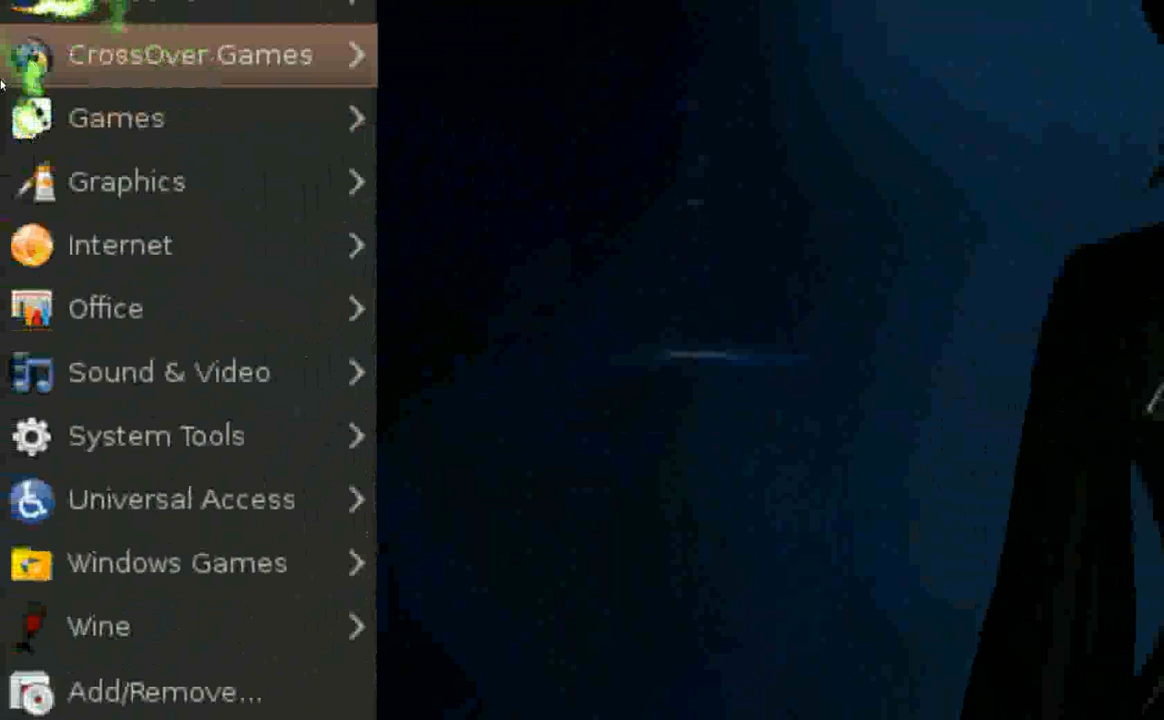 CrossOver Games
Games
Graphics
Internet
Office
Sound & Video
System Tools
Universal Access
Windows Games
Wine
Add/Remove...